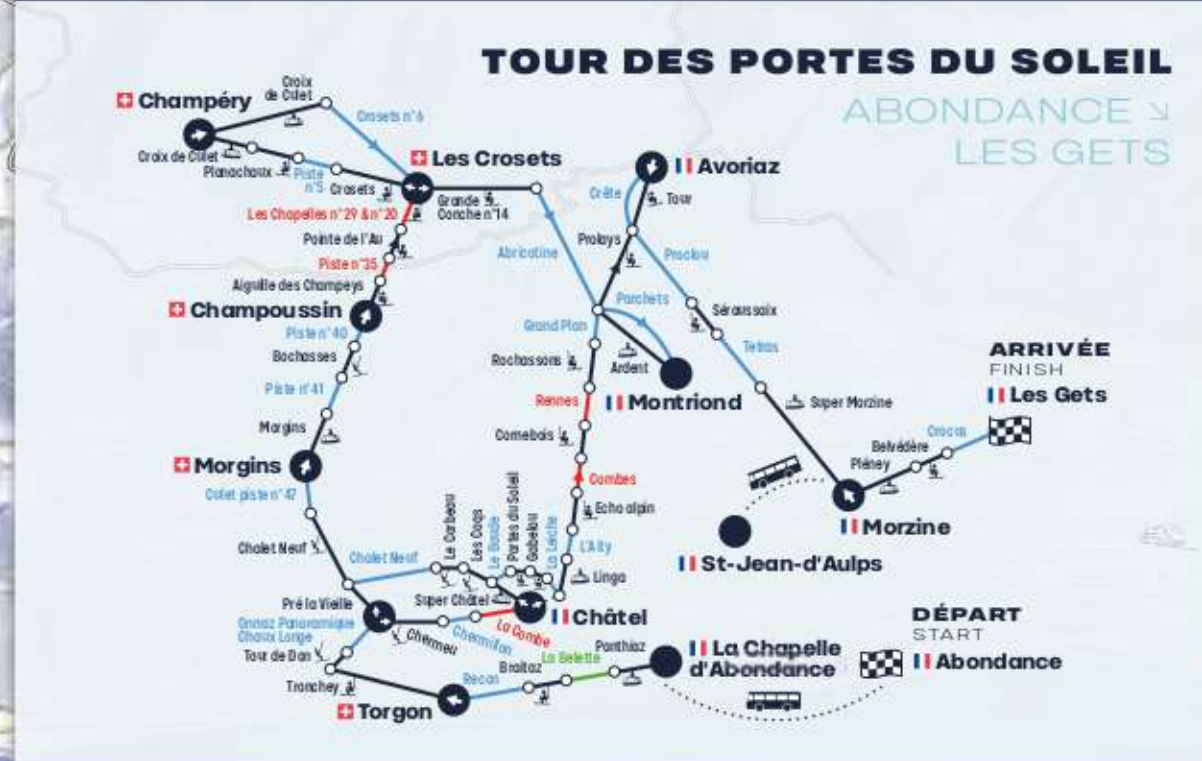 TOUR DES PORTES DU SOLEIL
ABONDANCE ↘
LES GETS
Champéry
Croix
de Culet
Crosets n°6
Croix de Culet
Planachaux
Piste
n°5
Crosets
Les Crosets
Grande
Conche n°14
Les Chapelles n°29 & n°20
Pointe de l'Au
Piste n°35
Aiguille des Champeys
Champoussin
Piste n°40
Bochasses
Piste n°41
Morgins
Morgins
Culet piste n°47
Chalet Neuf
Chalet Neuf
Le Corbeau
Les Coqs
Le Boude
Portes du Soleil
Gabelou
La Leiche
Super Châtel
Pré la Vieille
Onnaz Panoramique
Choux Longe
Tour de Don
Tronchey
Chermeu
Chermillon
La Combe
Châtel
Torgon
Recon
Braitaz
La Belette
Panthiaz
La Chapelle
d'Abondance
DÉPART
START
Abondance
Abricotine
Avoriaz
Crête
Tour
Prolays
Proclou
Parchets
Ardent
Montriond
Grand Plan
Rochassons
Rennes
Cornebois
Combes
Echo alpin
L'Aity
Linga
Séraussaix
Tétras
Super Morzine
Morzine
Pléney
Belvédère
Crocus
ARRIVÉE
FINISH
Les Gets
St-Jean-d'Aulps